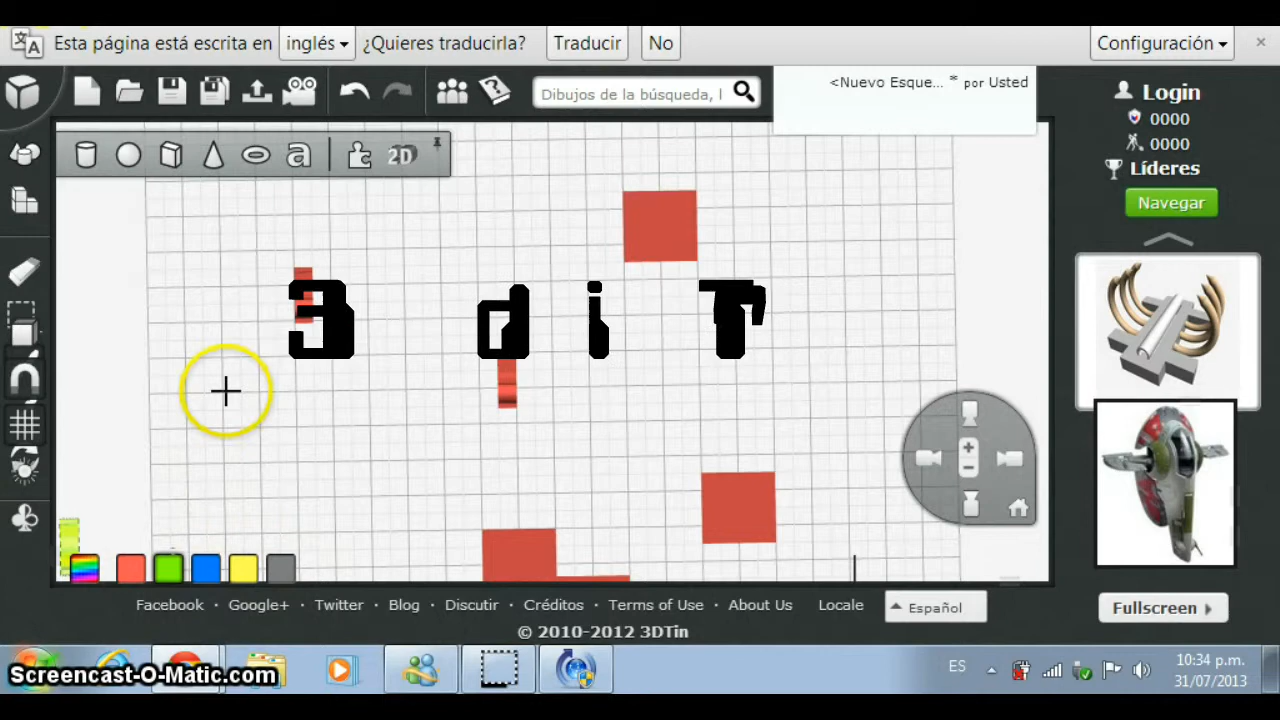 Esta página está escrita en inglés ¿Quieres traducirla? Traducir No Configuración
Dibujos de la búsqueda, l
<Nuevo Esque... * por Usted
Login
0000
0000
Líderes
Navegar
a 2D
3 d i T
Facebook · Google+ · Twitter · Blog · Discutir · Créditos · Terms of Use · About Us Locale Español
Fullscreen
© 2010-2012 3DTin
Screencast-O-Matic.com
ES
10:34 p.m.
31/07/2013